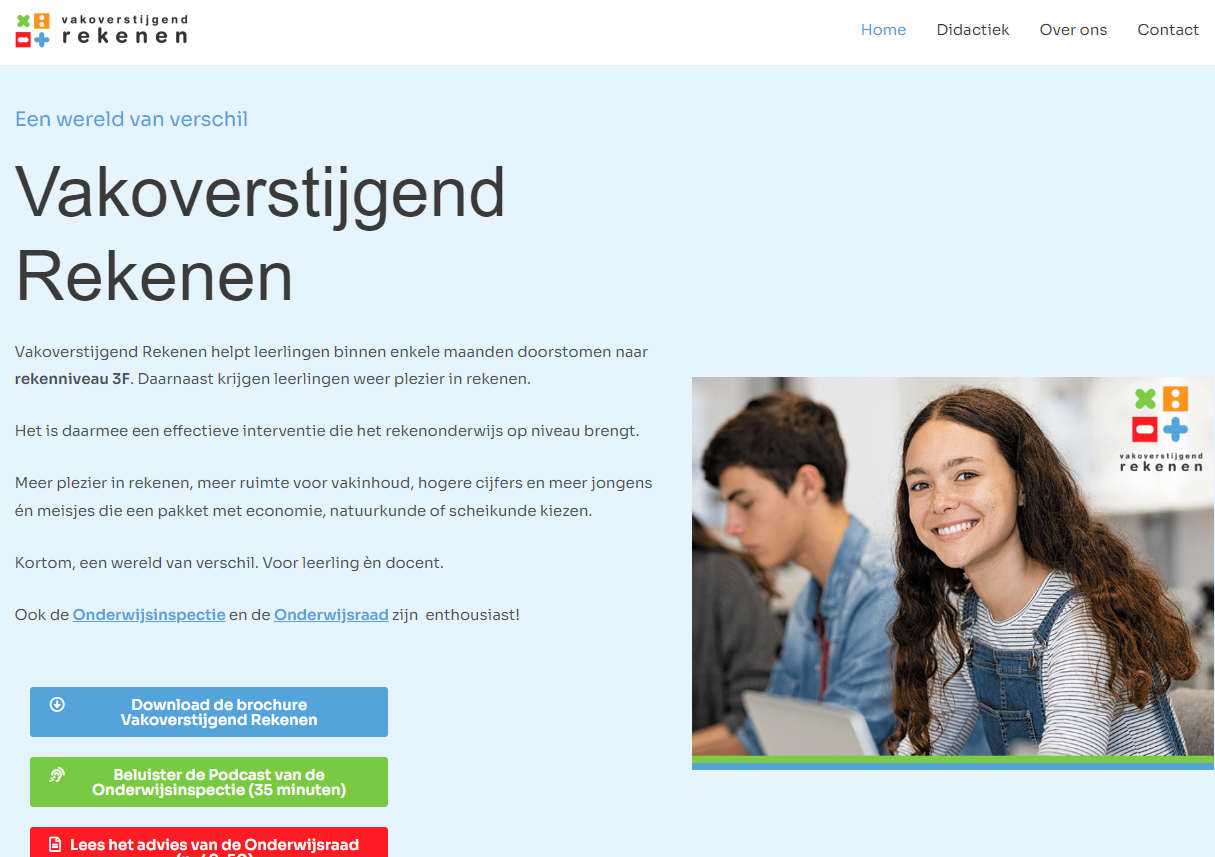 vakoverstijgend
rekenen
Home Didactiek Over ons Contact
Een wereld van verschil
Vakoverstijgend
Rekenen
Vakoverstijgend Rekenen helpt leerlingen binnen enkele maanden doorstomen naar
rekenniveau 3F. Daarnaast krijgen leerlingen weer plezier in rekenen.
Het is daarmee een effectieve interventie die het rekenonderwijs op niveau brengt.
Meer plezier in rekenen, meer ruimte voor vakinhoud, hogere cijfers en meer jongens
én meisjes die een pakket met economie, natuurkunde of scheikunde kiezen.
Kortom, een wereld van verschil. Voor leerling èn docent.
Ook de Onderwijsinspectie en de Onderwijsraad zijn  enthousiast!
vakoverstijgend
rekenen
Download de brochure
Vakoverstijgend Rekenen
Beluister de Podcast van de
Onderwijsinspectie (35 minuten)
Lees het advies van de Onderwijsraad